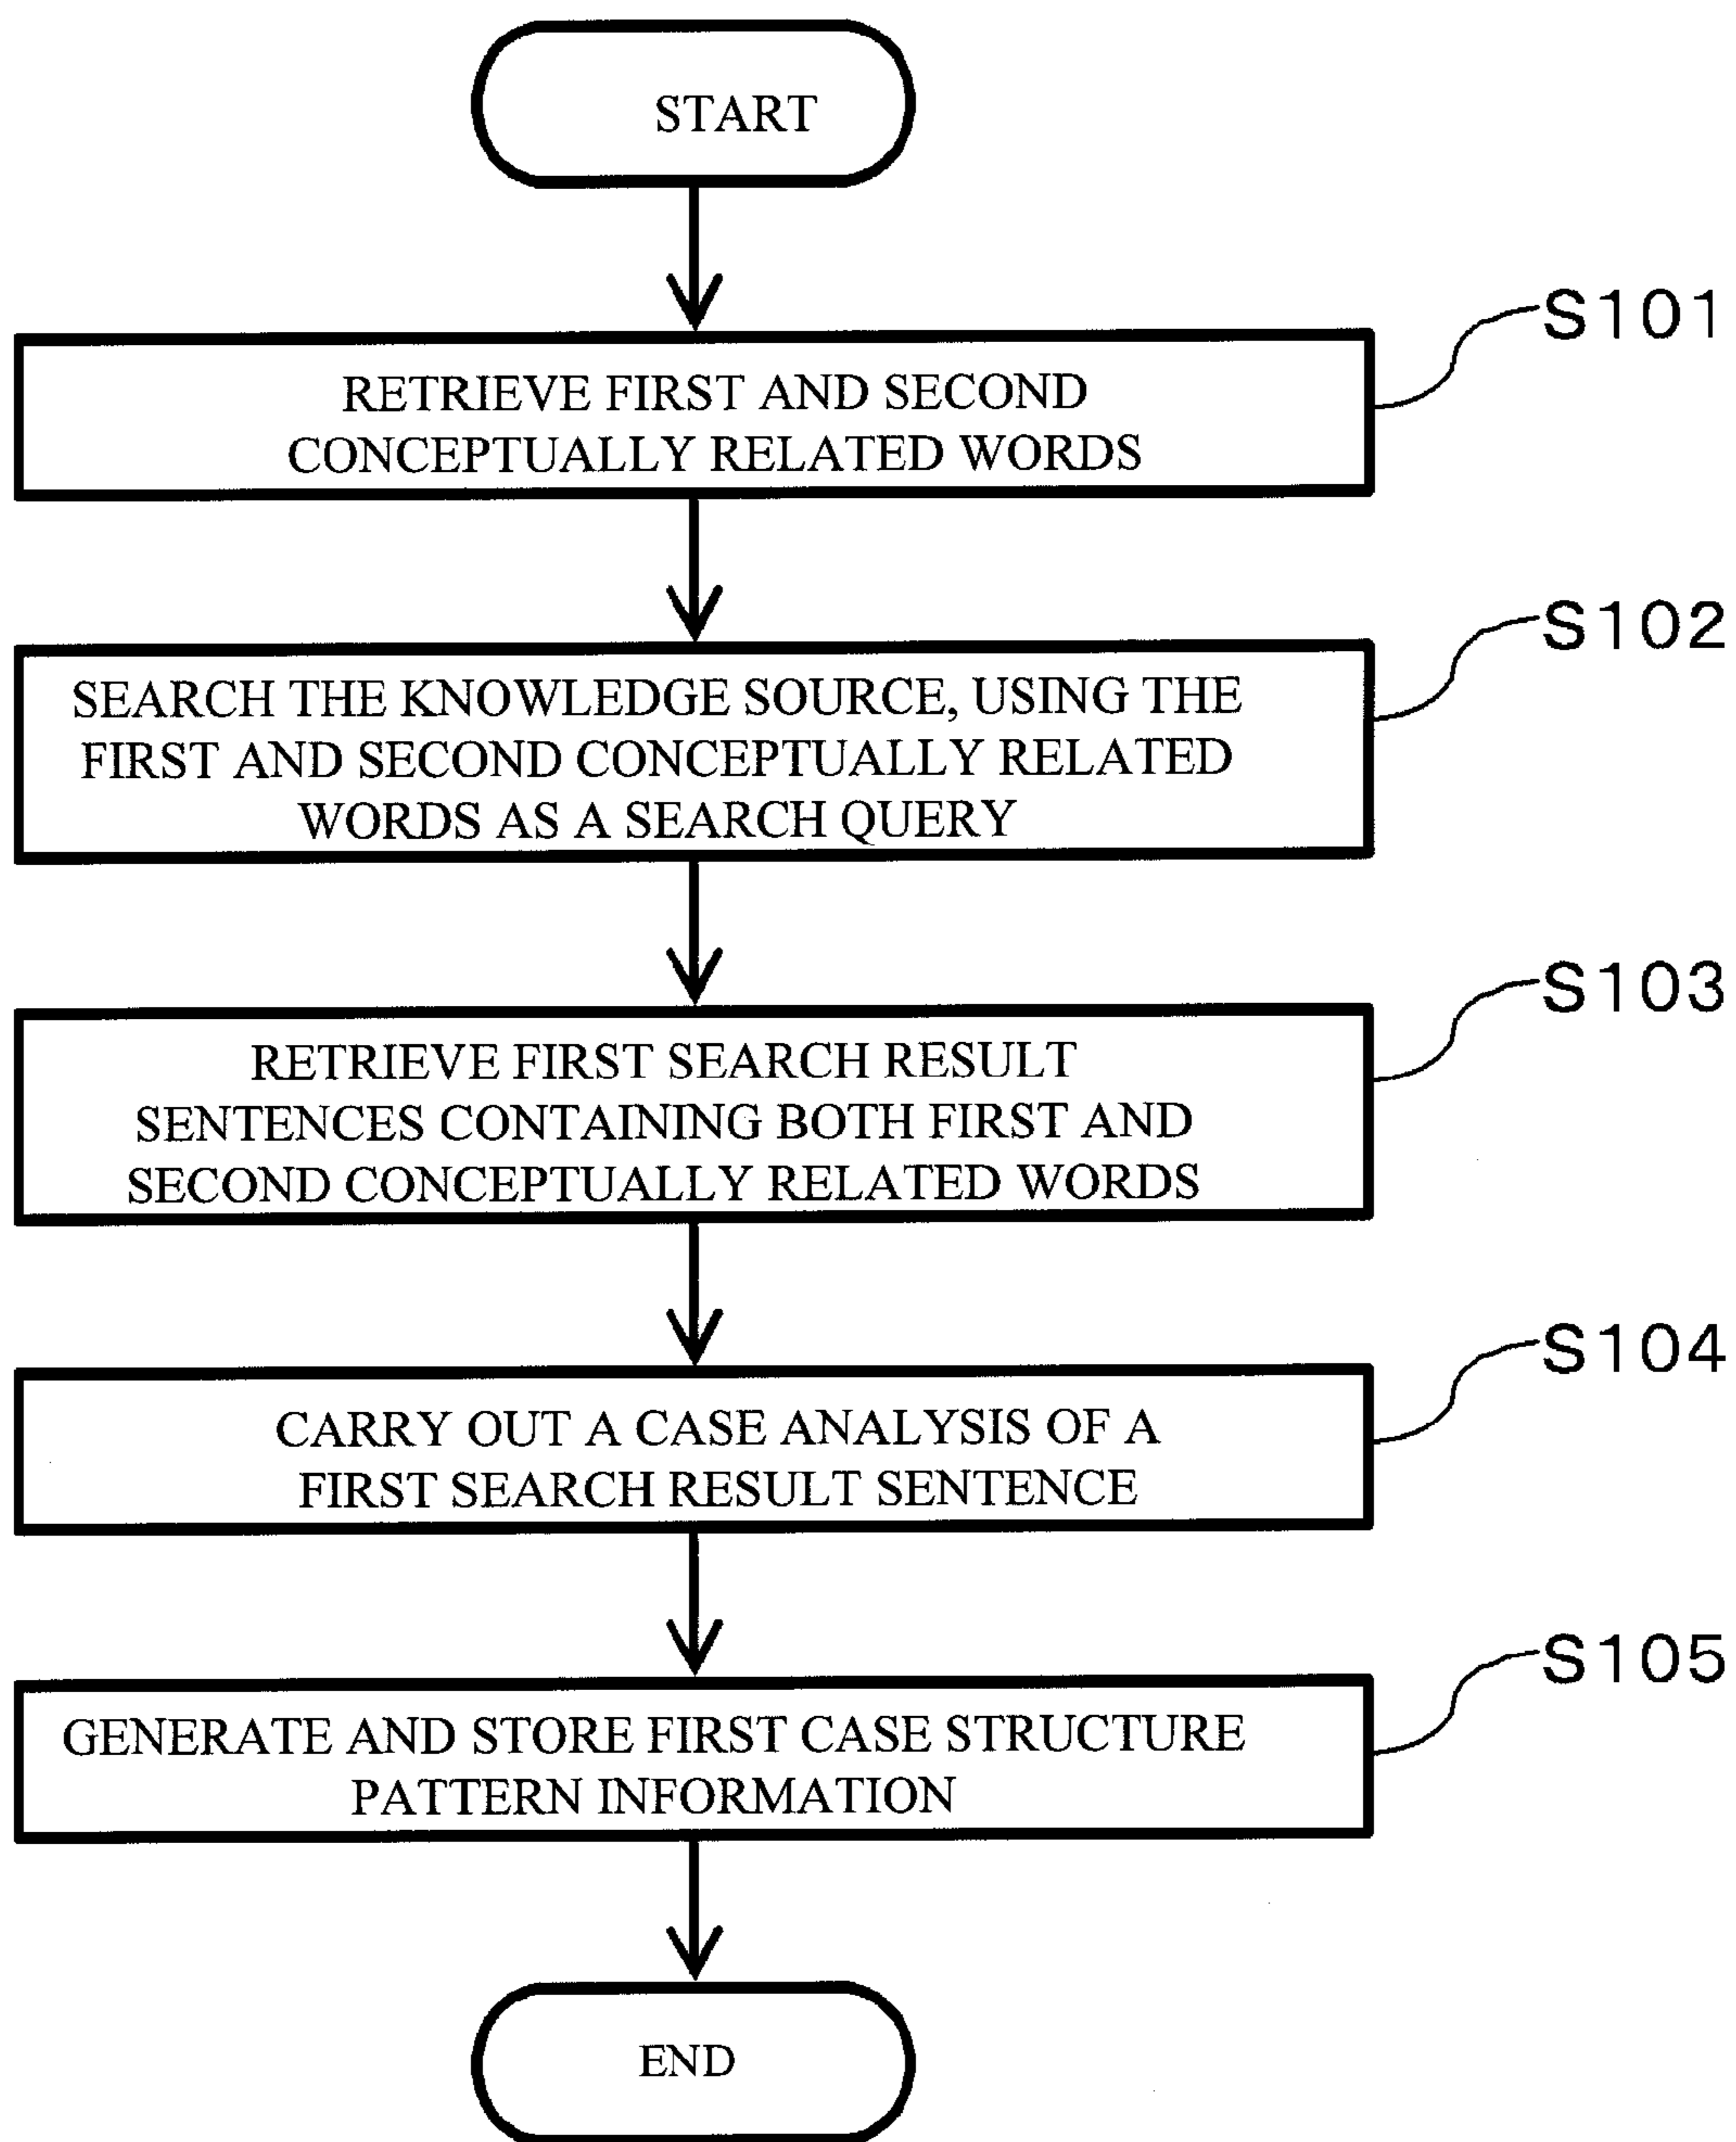 START
S101
RETRIEVE FIRST AND SECOND
CONCEPTUALLY RELATED WORDS
S102
SEARCH THE KNOWLEDGE SOURCE, USING THE
FIRST AND SECOND CONCEPTUALLY RELATED
WORDS AS A SEARCH QUERY
S103
RETRIEVE FIRST SEARCH RESULT
SENTENCES CONTAINING BOTH FIRST AND
SECOND CONCEPTUALLY RELATED WORDS
S104
CARRY OUT A CASE ANALYSIS OF A
FIRST SEARCH RESULT SENTENCE
S105
GENERATE AND STORE FIRST CASE STRUCTURE
PATTERN INFORMATION
END